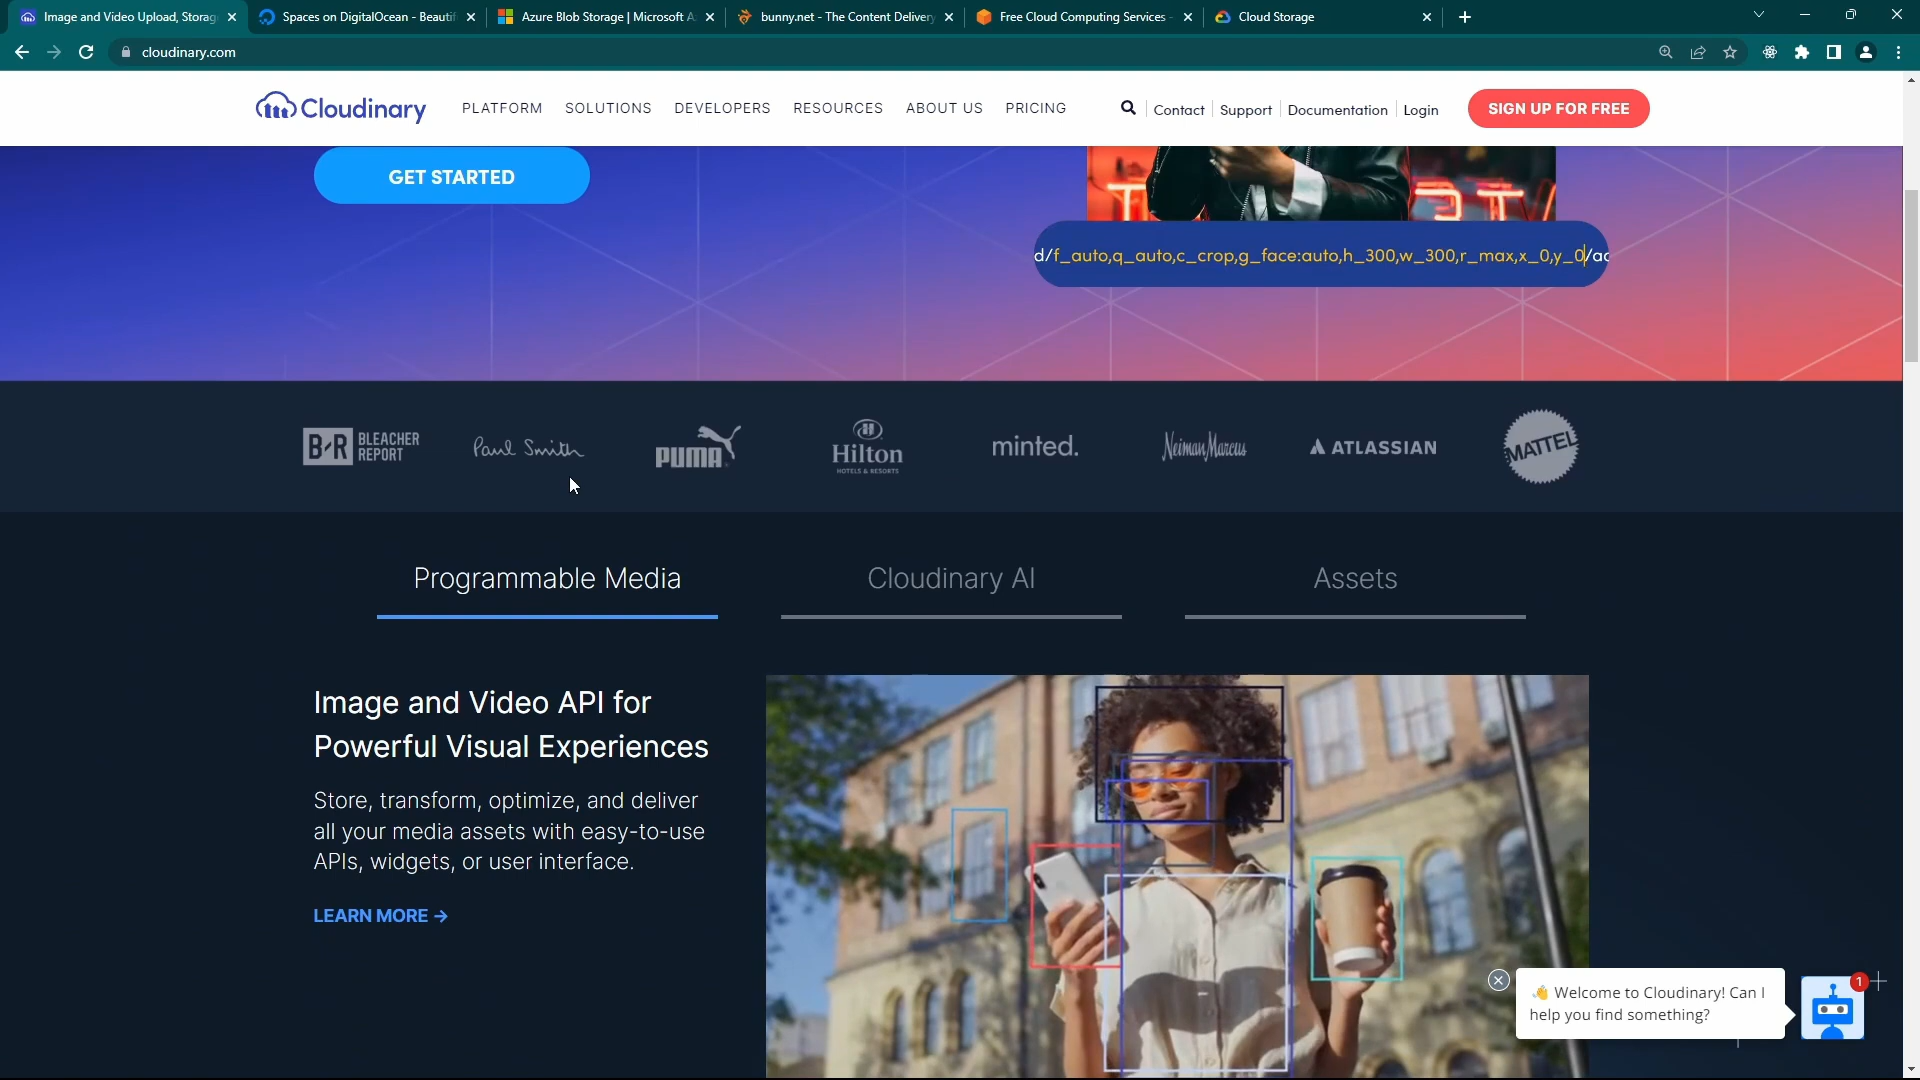 Image and Video Upload, Storag
Spaces on DigitalOcean - Beautif
Azure Blob Storage | Microsoft A
bunny.net - The Content Delivery
Free Cloud Computing Services -
Cloud Storage
cloudinary.com
Cloudinary
PLATFORM
SOLUTIONS
DEVELOPERS
RESOURCES
ABOUT US
PRICING
Contact
Support
Documentation
Login
SIGN UP FOR FREE
GET STARTED
d/f_auto,q_auto,c_crop,g_face:auto,h_300,w_300,r_max,x_0,y_0/ac
B/R BLEACHER
REPORT
Paul Smith
PUMA
Hilton
HOTELS & RESORTS
minted.
Neiman Marcus
ATLASSIAN
MATTEL
Programmable Media
Cloudinary AI
Assets
Image and Video API for
Powerful Visual Experiences
Store, transform, optimize, and deliver
all your media assets with easy-to-use
APIs, widgets, or user interface.
LEARN MORE →
👋 Welcome to Cloudinary! Can I
help you find something?
1